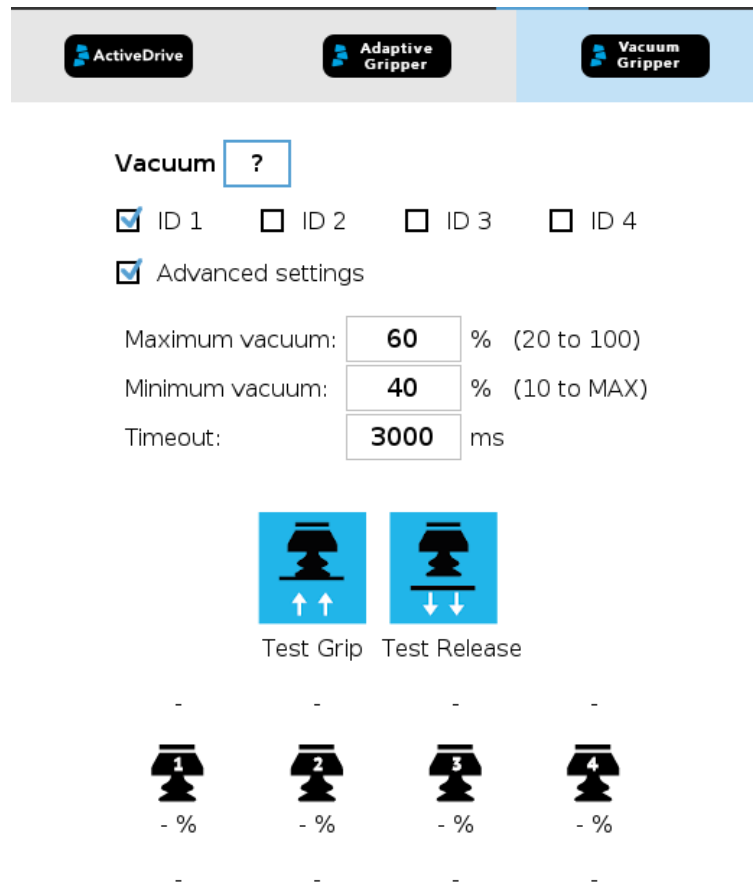 ActiveDrive
Adaptive
Gripper
Vacuum
Gripper
Vacuum ?
ID 1 ID 2 ID 3 ID 4
Advanced settings
Maximum vacuum: 60 % (20 to 100)
Minimum vacuum: 40 % (10 to MAX)
Timeout: 3000 ms
Test Grip Test Release
- - - -
1 2 3 4
- % - % - % - %
- - - -